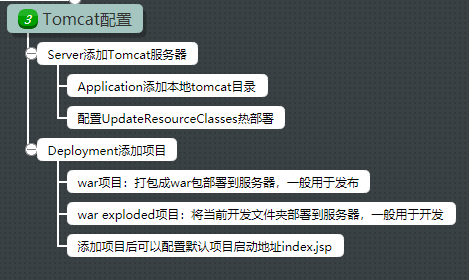 3 Tomcat配置
Server添加Tomcat服务器
Application添加本地tomcat目录
配置UpdateResourceClasses热部署
Deployment添加项目
war项目：打包成war包部署到服务器，一般用于发布
war exploded项目：将当前开发文件夹部署到服务器，一般用于开发
添加项目后可以配置默认项目启动地址index.jsp